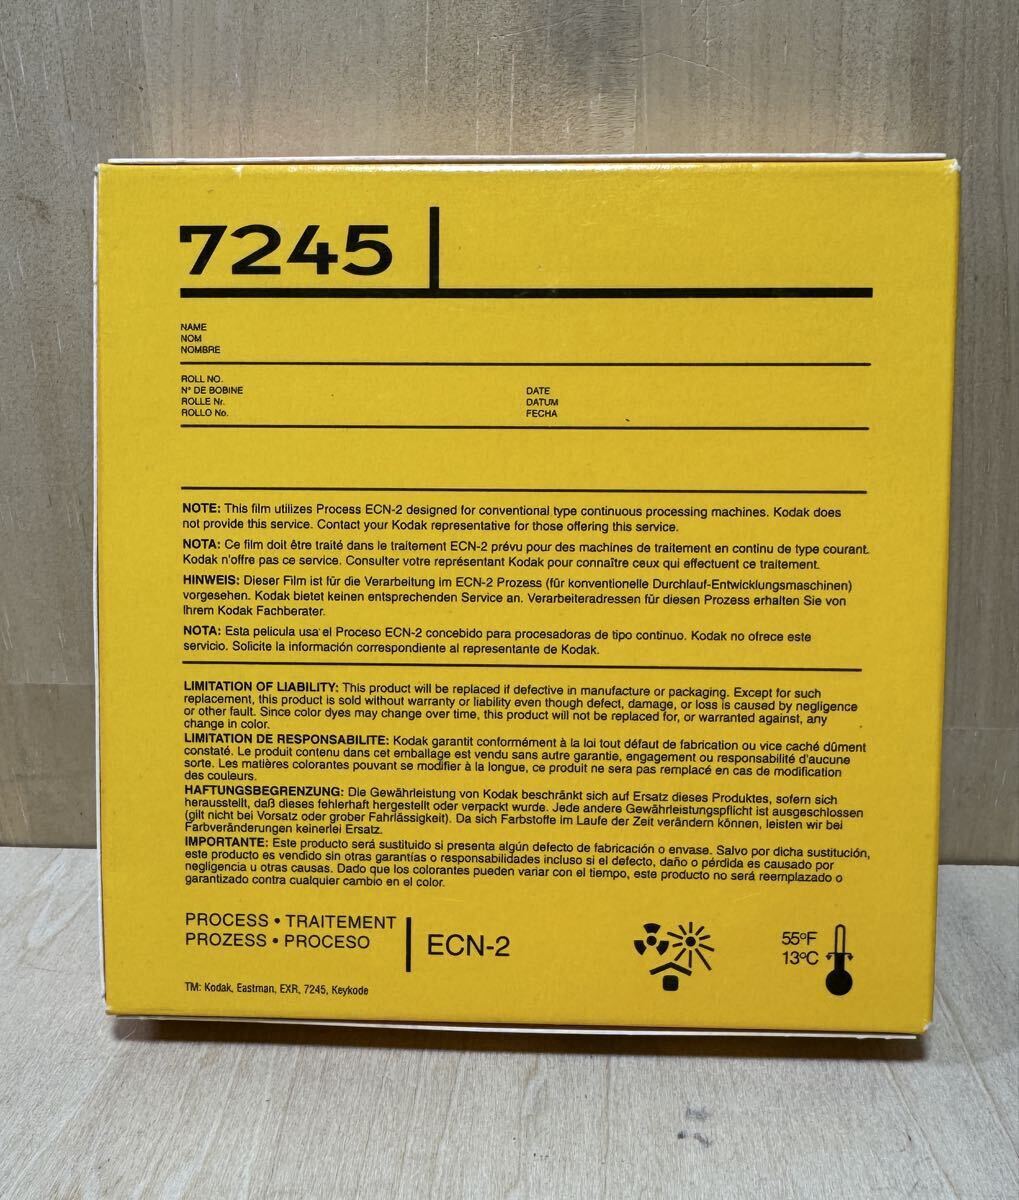 7245
NAME
NOM
NOMBRE
ROLL NO.
N° DE BOBINE
ROLLE Nr.
ROLLO No.
DATE
DATUM
FECHA
NOTE: This film utilizes Process ECN-2 designed for conventional type continuous processing machines. Kodak does
not provide this service. Contact your Kodak representative for those offering this service.
NOTA: Ce film doit être traité dans le traitement ECN-2 prévu pour des machines de traitement en continu de type courant.
Kodak n'offre pas ce service. Consulter votre représentant Kodak pour connaître ceux qui effectuent ce traitement.
HINWEIS: Dieser Film ist für die Verarbeitung im ECN-2 Prozess (für konventionelle Durchlauf-Entwicklungsmaschinen)
vorgesehen. Kodak bietet keinen entsprechenden Service an. Verarbeiteradressen für diesen Prozess erhalten Sie von
Ihrem Kodak Fachberater.
NOTA: Esta pelicula usa el Proceso ECN-2 concebido para procesadoras de tipo continuo. Kodak no ofrece este
servicio. Solicite la información correspondiente al representante de Kodak.
LIMITATION OF LIABILITY: This product will be replaced if defective in manufacture or packaging. Except for such
replacement, this product is sold without warranty or liability even though defect, damage, or loss is caused by negligence
or other fault. Since color dyes may change over time, this product will not be replaced for, or warranted against, any
change in color.
LIMITATION DE RESPONSABILITE: Kodak garantit conformément à la loi tout défaut de fabrication ou vice caché dûment
constaté. Le produit contenu dans cet emballage est vendu sans autre garantie, engagement ou responsabilité d'aucune
sorte. Les matières colorantes pouvant se modifier à la longue, ce produit ne sera pas remplacé en cas de modification
des couleurs.
HAFTUNGSBEGRENZUNG: Die Gewährleistung von Kodak beschränkt sich auf Ersatz dieses Produktes, sofern sich
herausstellt, daß dieses fehlerhaft hergestellt oder verpackt wurde. Jede andere Gewährleistungspflicht ist ausgeschlossen
(gilt nicht bei Vorsatz oder grober Fahrlässigkeit). Da sich Farbstoffe im Laufe der Zeit verändern können, leisten wir bei
Farbveränderungen keinerlei Ersatz.
IMPORTANTE: Este producto será sustituido si presenta algún defecto de fabricación o envase. Salvo por dicha sustitución,
este producto es vendido sin otras garantías o responsabilidades incluso si el defecto, daño o pérdida es causado por
negligencia u otras causas. Dado que los colorantes pueden variar con el tiempo, este producto no será reemplazado o
garantizado contra cualquier cambio en el color.
PROCESS • TRAITEMENT
PROZESS • PROCESO
ECN-2
55°F
13°C
TM: Kodak, Eastman, EXR, 7245, Keykode